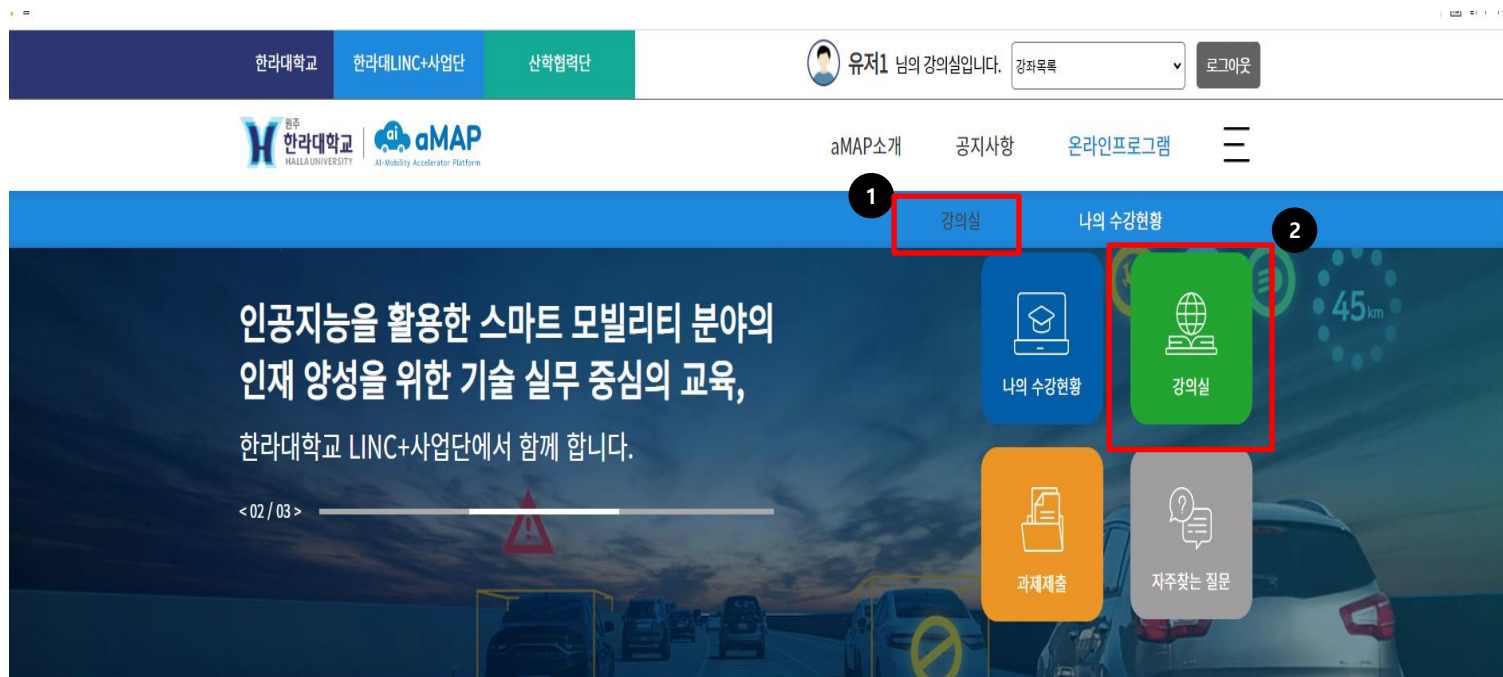 한라대학교 한라대LINC+사업단 산학협력단 유저1 님의 강의실입니다. 강좌목록 로그아웃
원주
한라대학교
HALLA UNIVERSITY
ai aMAP
AI-Mobility Accelerator Platform
aMAP소개 공지사항 온라인프로그램
1 강의실 나의 수강현황 2
인공지능을 활용한 스마트 모빌리티 분야의
인재 양성을 위한 기술 실무 중심의 교육,
한라대학교 LINC+사업단에서 함께 합니다.
< 02 / 03 >
45 km
나의 수강현황 강의실
과제제출 자주찾는 질문